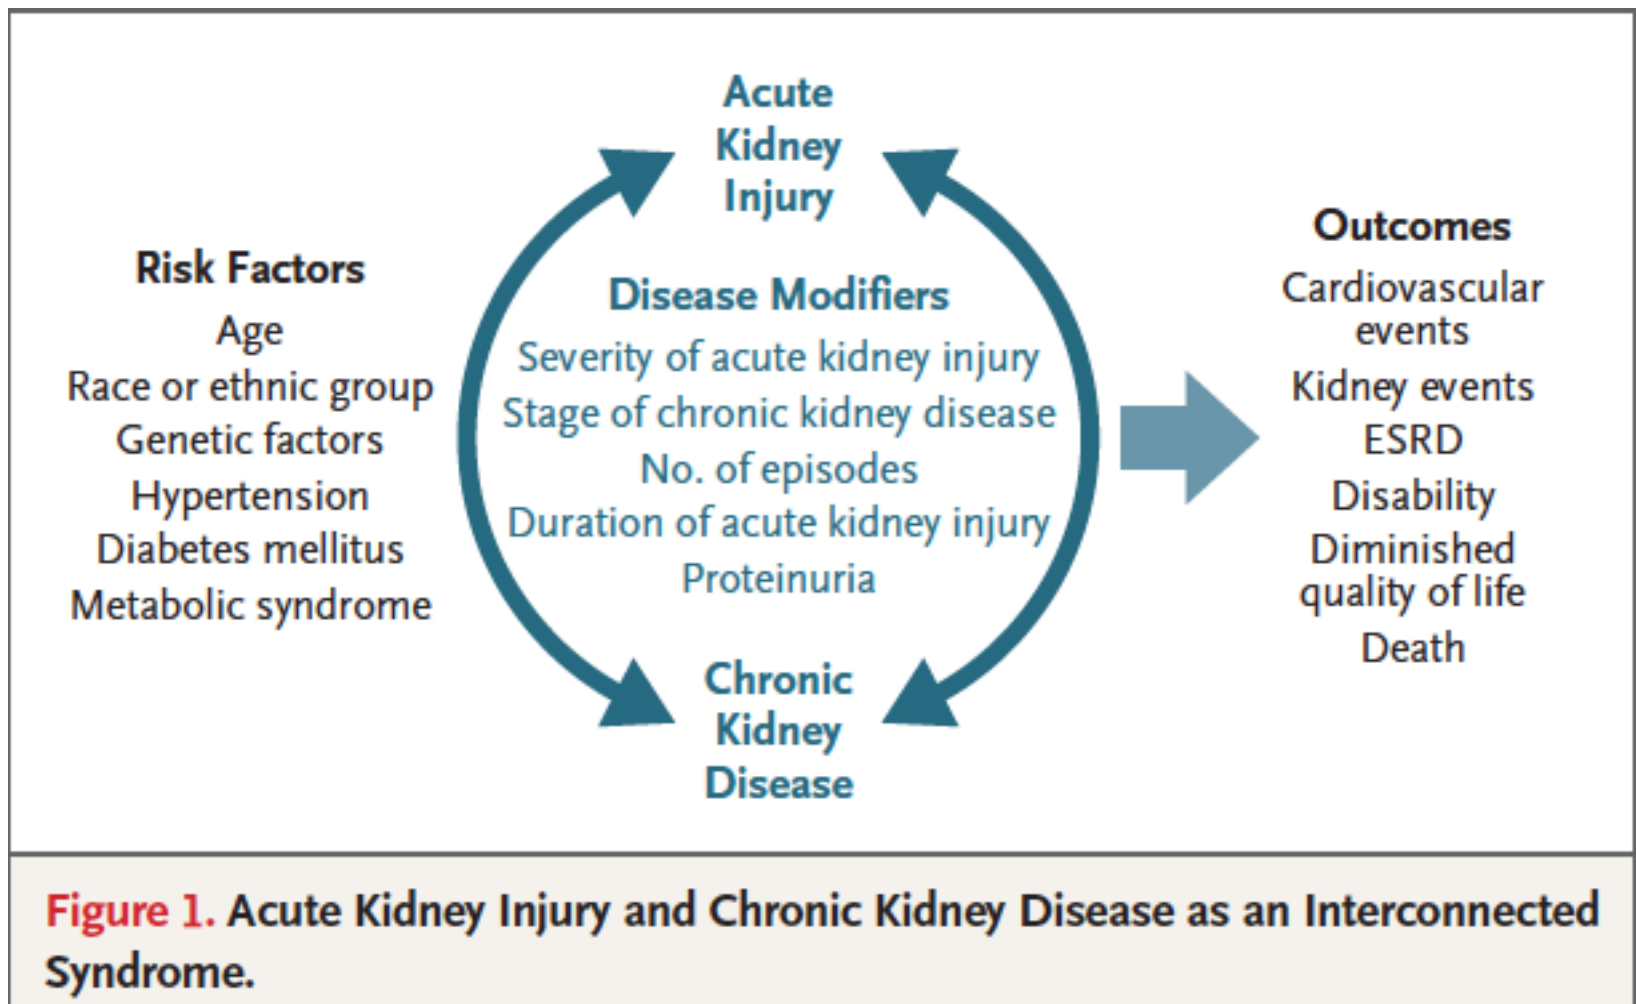 Acute
Kidney
Injury
Risk Factors
Age
Race or ethnic group
Genetic factors
Hypertension
Diabetes mellitus
Metabolic syndrome
Disease Modifiers
Severity of acute kidney injury
Stage of chronic kidney disease
No. of episodes
Duration of acute kidney injury
Proteinuria
Chronic
Kidney
Disease
Outcomes
Cardiovascular
events
Kidney events
ESRD
Disability
Diminished
quality of life
Death
Figure 1. Acute Kidney Injury and Chronic Kidney Disease as an Interconnected
Syndrome.